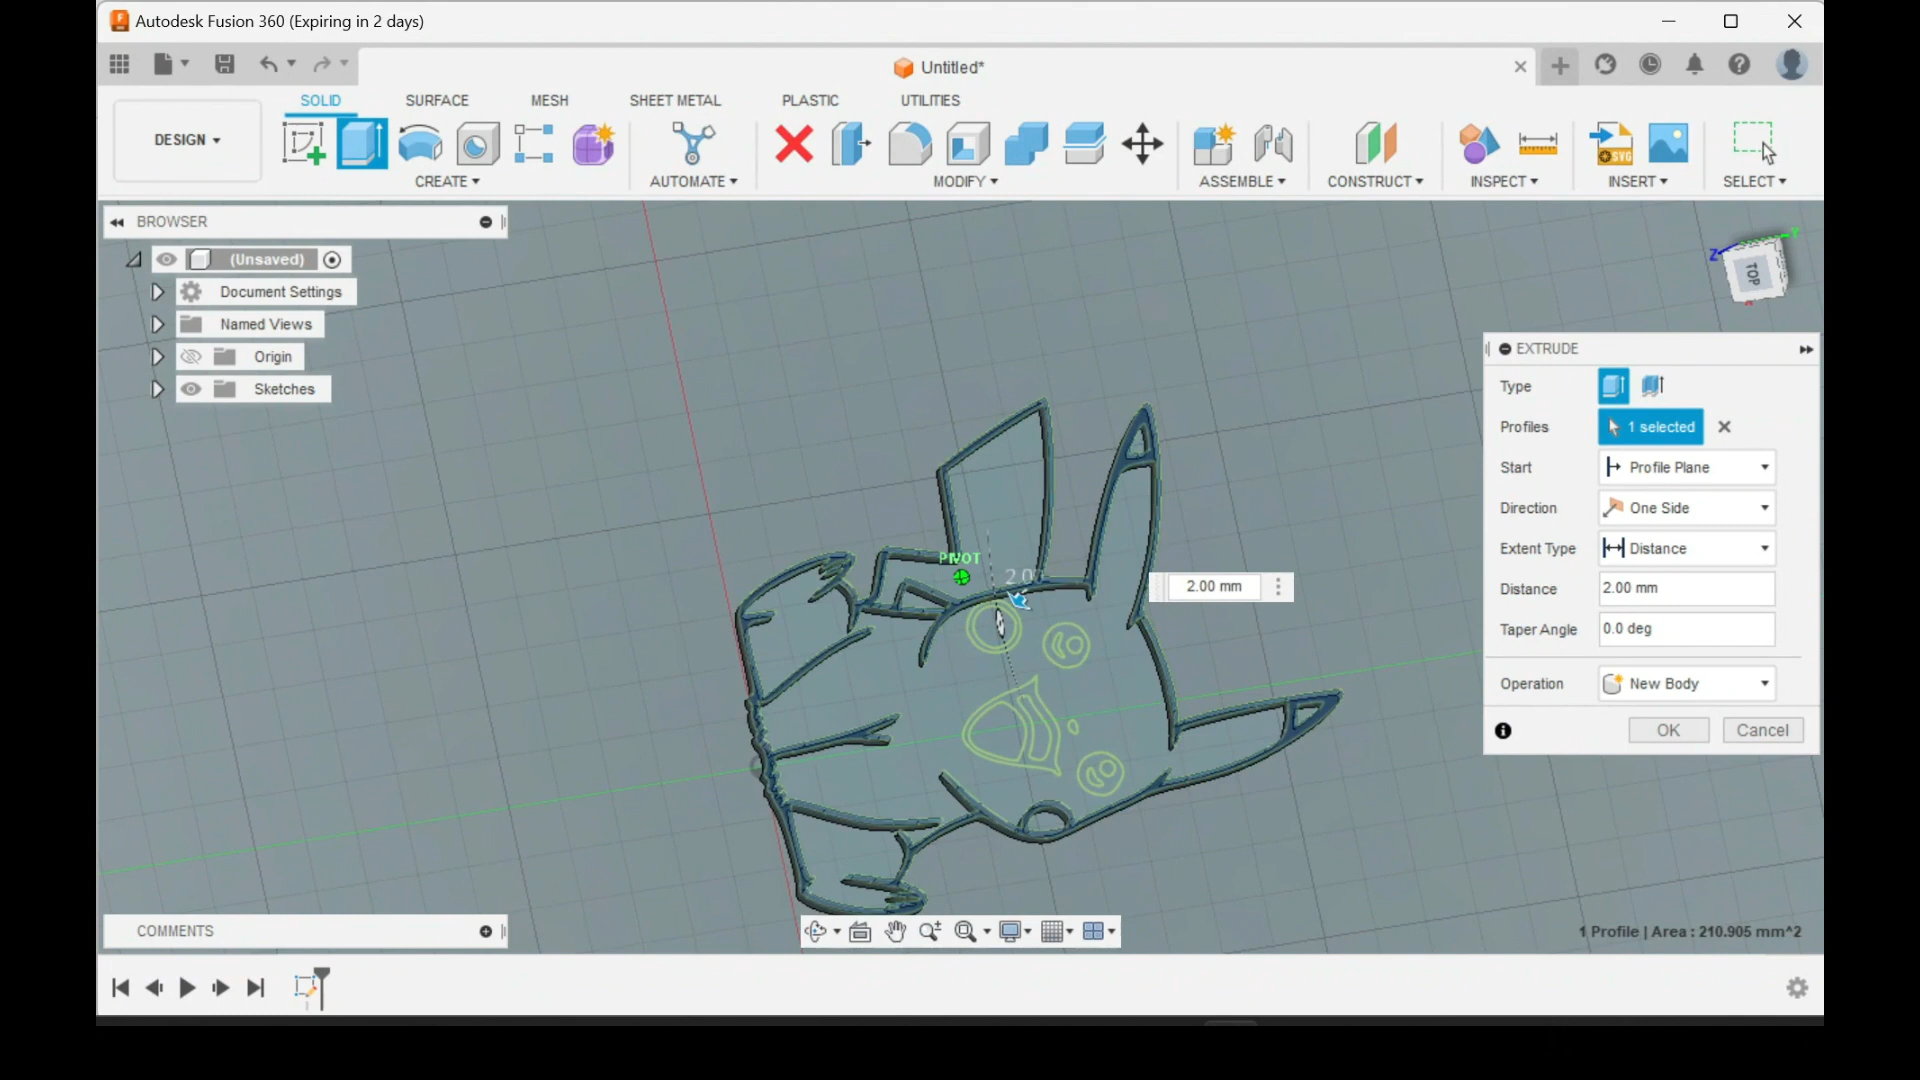 Autodesk Fusion 360 (Expiring in 2 days)
Untitled*
SOLID SURFACE MESH SHEET METAL PLASTIC UTILITIES
DESIGN
SVG
CREATE AUTOMATE MODIFY ASSEMBLE CONSTRUCT INSPECT INSERT SELECT
BROWSER
(Unsaved)
Document Settings
Named Views
Origin
Sketches
Z Y
TOP
EXTRUDE
Type
Profiles 1 selected
Start Profile Plane
Direction One Side
Extent Type Distance
Distance 2.00 mm
Taper Angle 0.0 deg
Operation New Body
OK Cancel
PIVOT
2.0
2.00 mm
COMMENTS
1 Profile | Area : 210.905 mm^2